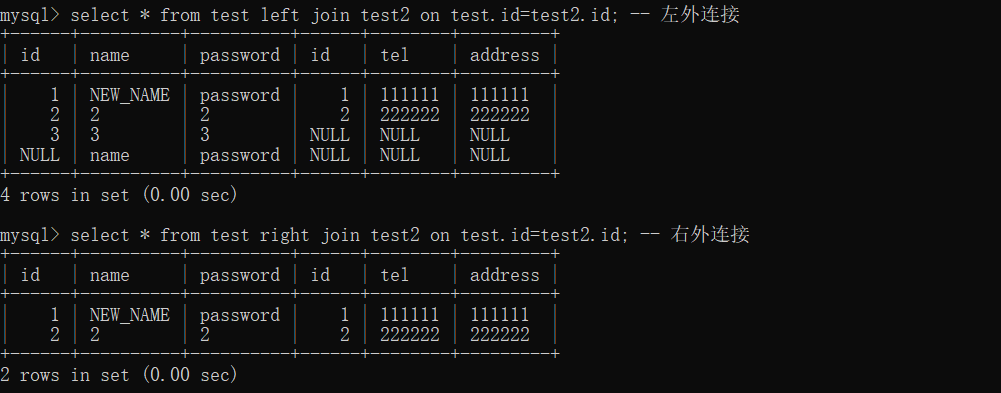 mysql> select * from test left join test2 on test.id=test2.id; -- 左外连接
+------+----------+----------+------+--------+---------+
| id   | name     | password | id   | tel    | address |
+------+----------+----------+------+--------+---------+
|    1 | NEW_NAME | password |    1 | 111111 | 111111  |
|    2 | 2        | 2        |    2 | 222222 | 222222  |
|    3 | 3        | 3        | NULL | NULL   | NULL    |
| NULL | name     | password | NULL | NULL   | NULL    |
+------+----------+----------+------+--------+---------+
4 rows in set (0.00 sec)
mysql> select * from test right join test2 on test.id=test2.id; -- 右外连接
+------+----------+----------+------+--------+---------+
| id   | name     | password | id   | tel    | address |
+------+----------+----------+------+--------+---------+
|    1 | NEW_NAME | password |    1 | 111111 | 111111  |
|    2 | 2        | 2        |    2 | 222222 | 222222  |
+------+----------+----------+------+--------+---------+
2 rows in set (0.00 sec)